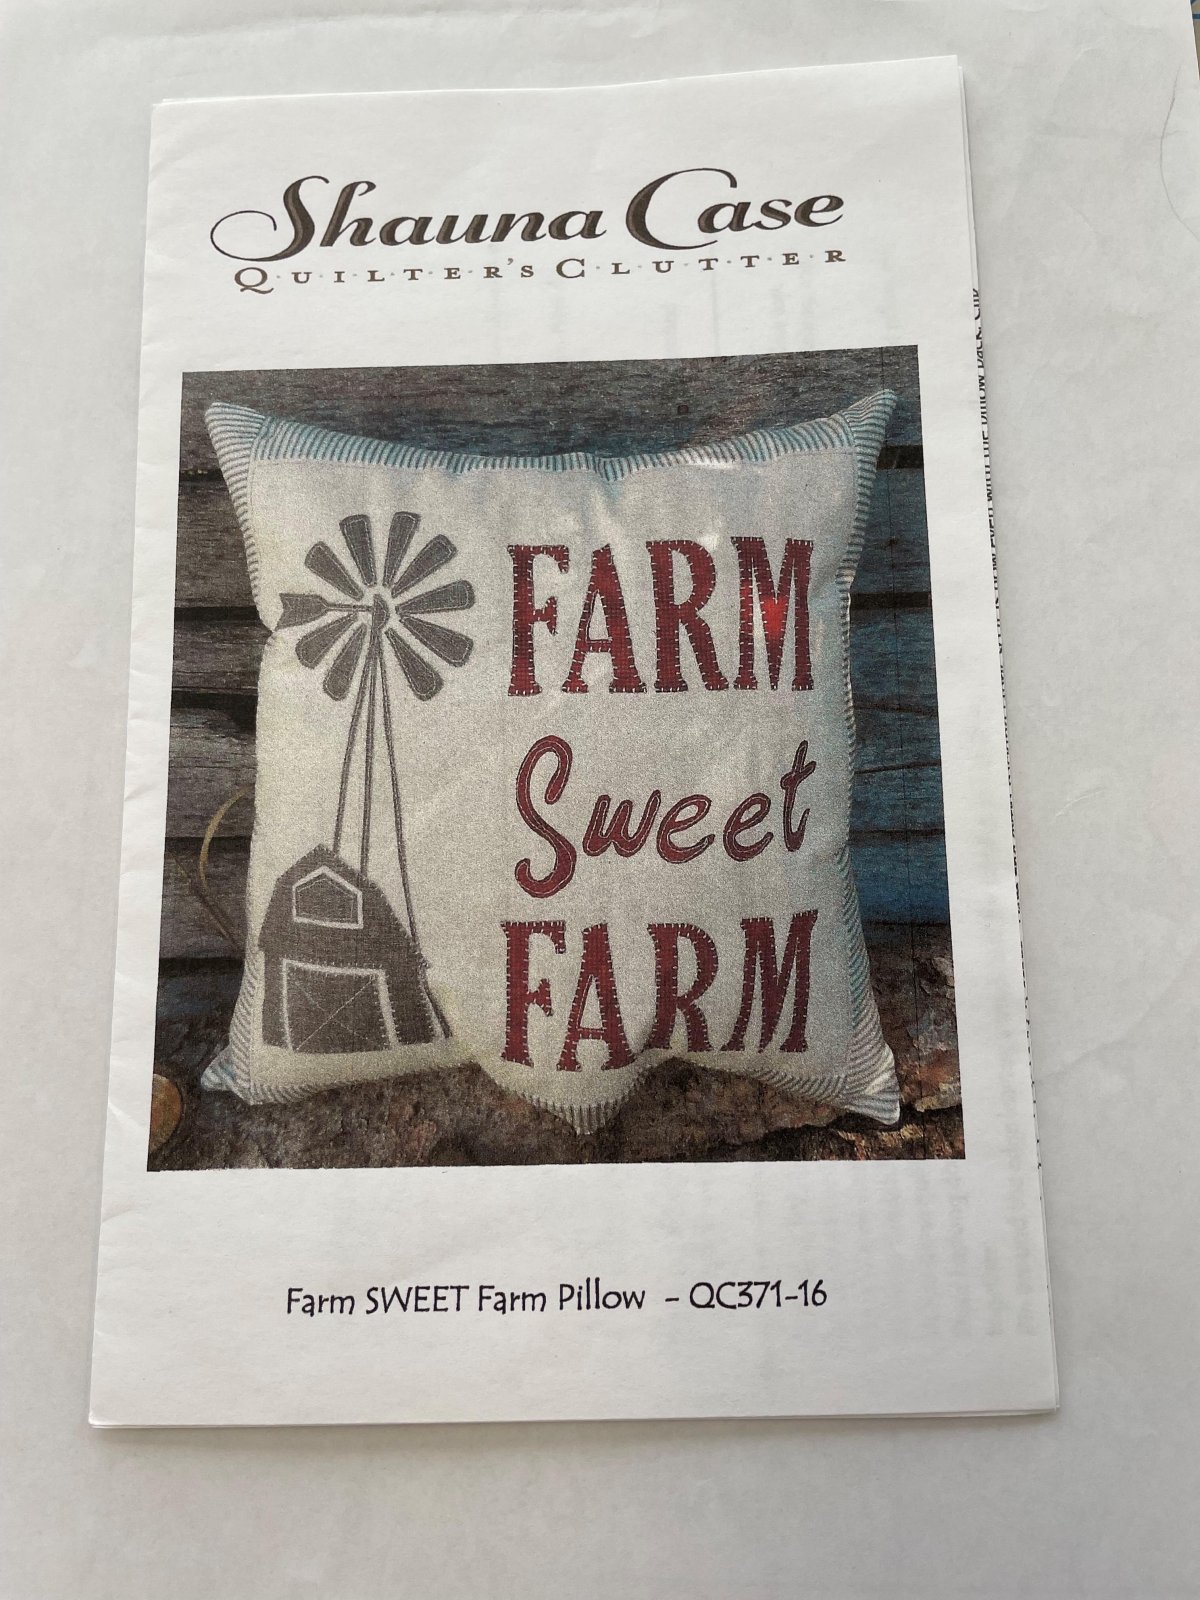 Shauna Case
QUILTER'S CLUTTER
FARM
Sweet
FARM
Farm SWEET Farm Pillow - QC371-16